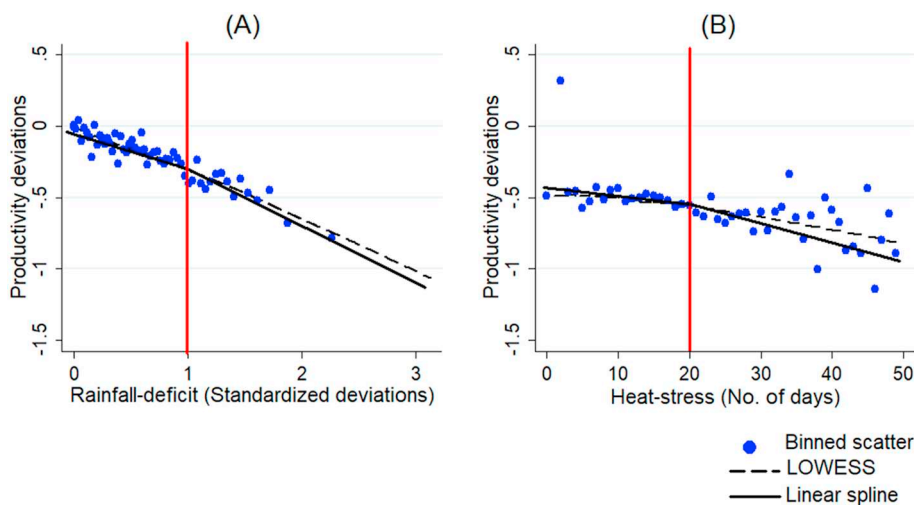 (A)
Productivity deviations
.5
0
-.5
-1
-1.5
0 1 2 3
Rainfall-deficit (Standardized deviations)
(B)
Productivity deviations
.5
0
-.5
-1
-1.5
0 10 20 30 40 50
Heat-stress (No. of days)
Binned scatter
LOWESS
Linear spline